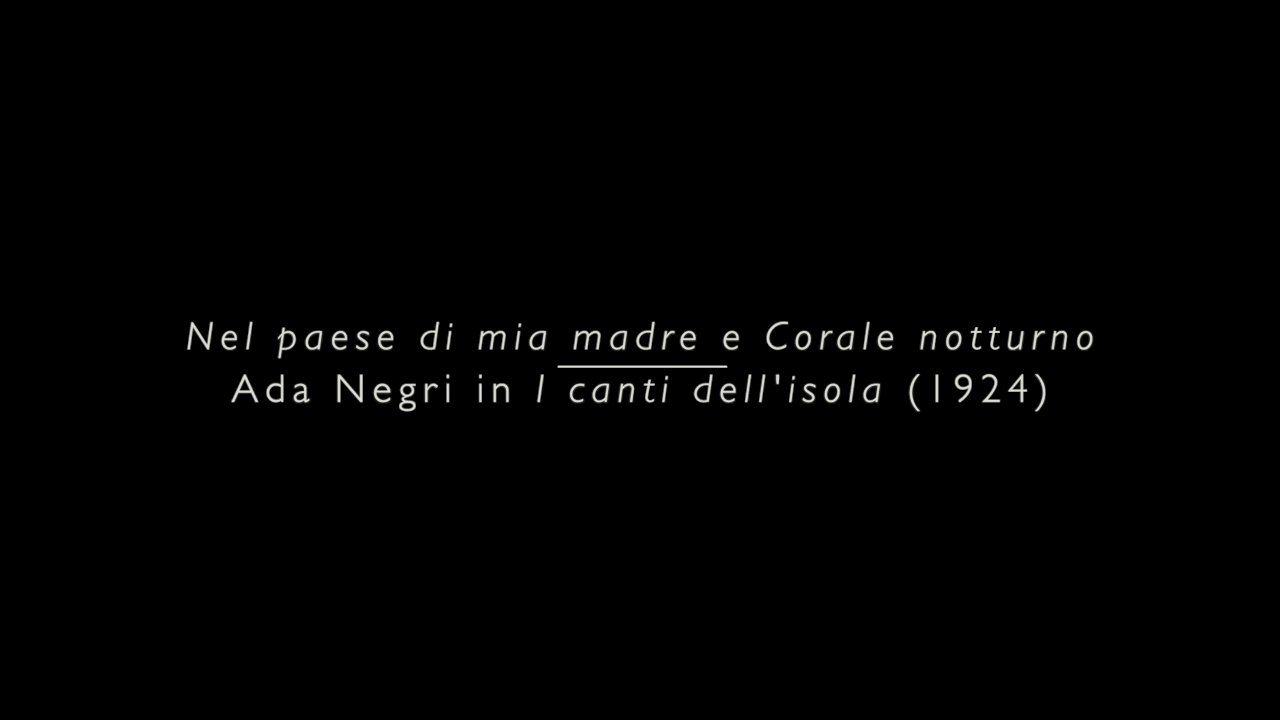 Nel paese di mia madre e Corale notturno
Ada Negri in I canti dell'isola (1924)